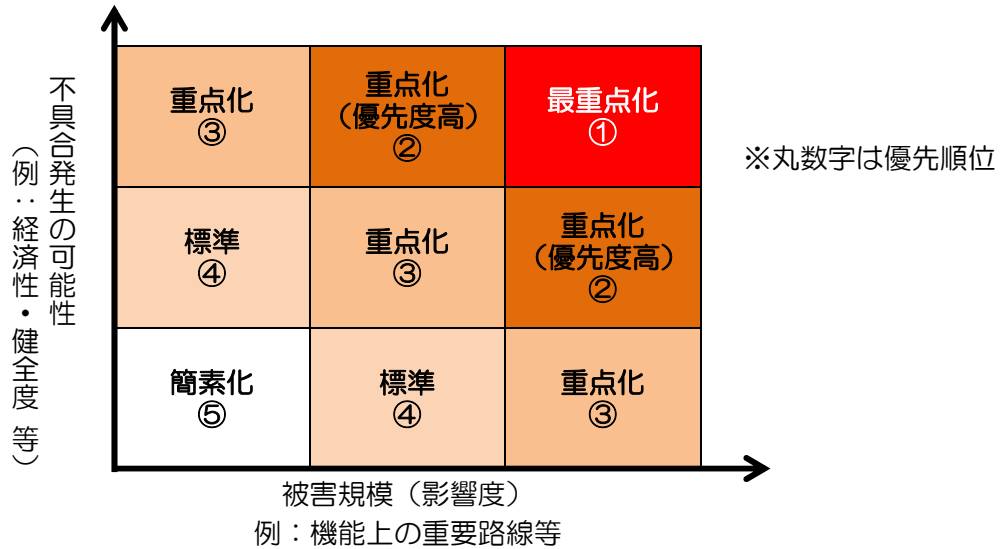 不具合発生の可能性
（例：経済性・健全度 等）
重点化
③
重点化
（優先度高）
②
最重点化
①
※丸数字は優先順位
標準
④
重点化
③
重点化
（優先度高）
②
簡素化
⑤
標準
④
重点化
③
被害規模（影響度）
例：機能上の重要路線等